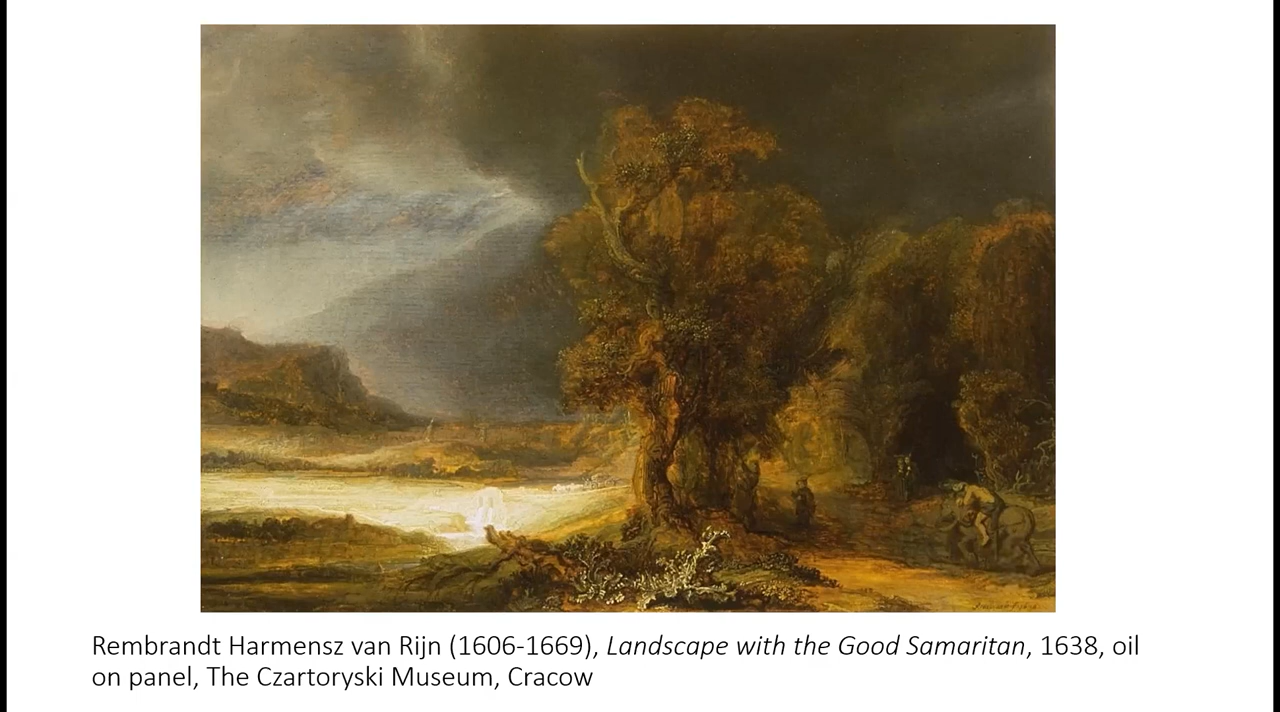 Rembrandt Harmensz van Rijn (1606-1669), Landscape with the Good Samaritan, 1638, oil
on panel, The Czartoryski Museum, Cracow